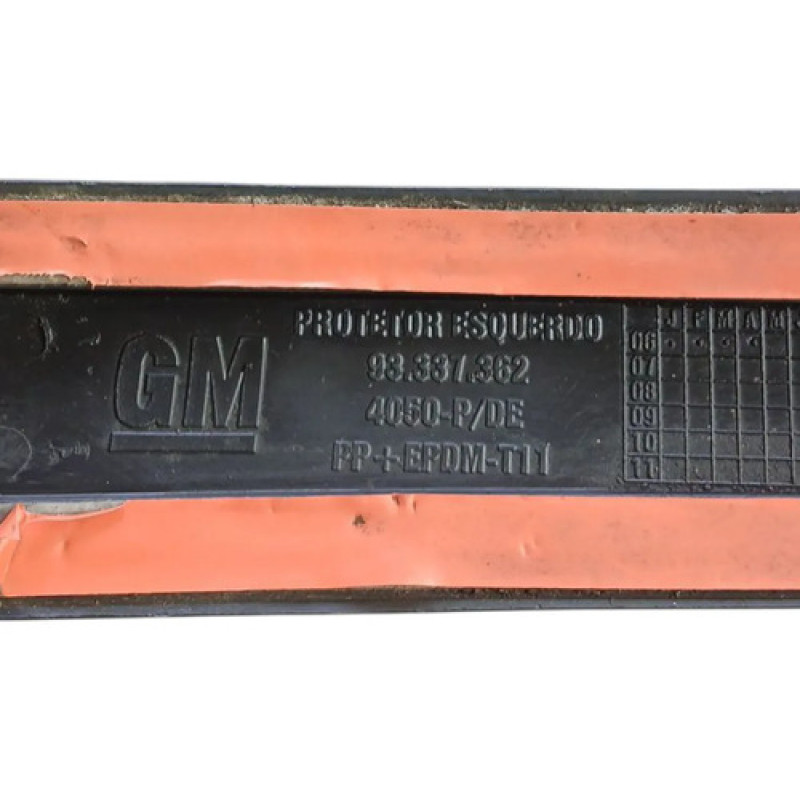 GM
PROTETOR ESQUERDO
93.337.362
4050-P/DE
PP+EPDM-T11
J F M A M
06
07
08
09
10
11